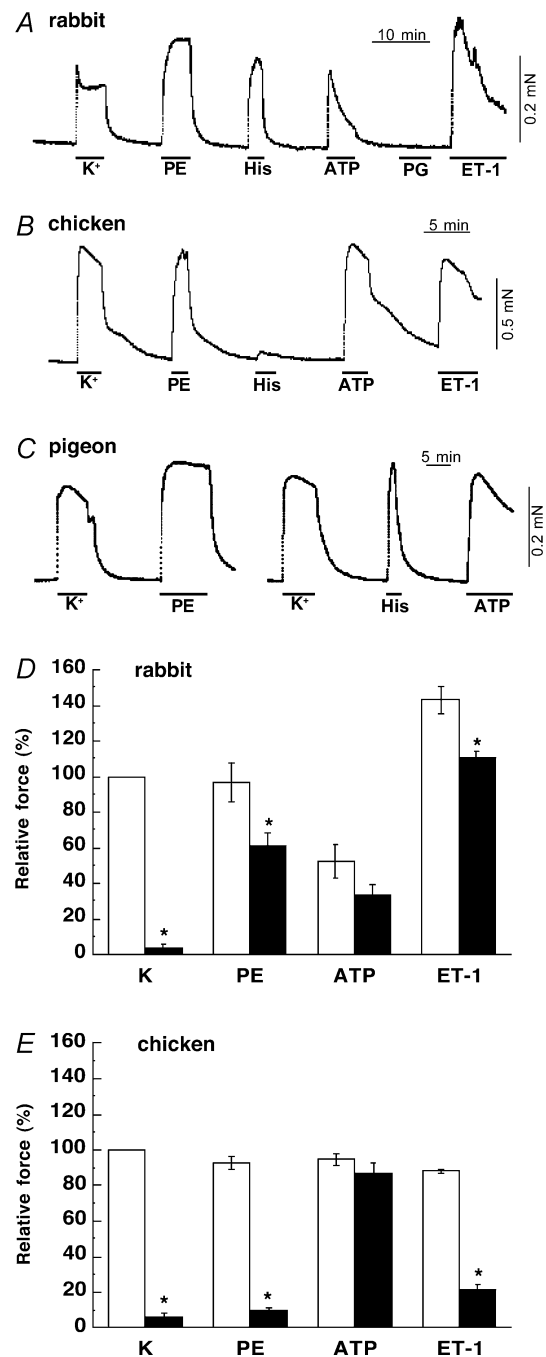 A rabbit
10 min
0.2 mN
K⁺ PE His ATP PG ET-1
B chicken
5 min
0.5 mN
K⁺ PE His ATP ET-1
C pigeon
5 min
0.2 mN
K⁺ PE K⁺ His ATP
D rabbit
Relative force (%)
160
140
120
100
80
60
40
20
0
*
*
*
K PE ATP ET-1
E chicken
Relative force (%)
160
140
120
100
80
60
40
20
0
*
*
*
K PE ATP ET-1